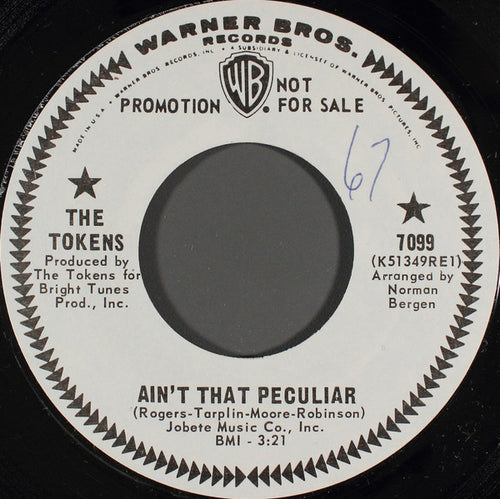 WARNER BROS.
RECORDS
MADE IN U.S.A. • WARNER BROS. RECORDS, INC. • A SUBSIDIARY & LICENSEE OF WARNER BROS. PICTURES, INC.
WB
PROMOTION NOT FOR SALE
67
THE
TOKENS
Produced by
The Tokens for
Bright Tunes
Prod., Inc.
7099
(K51349RE1)
Arranged by
Norman
Bergen
AIN'T THAT PECULIAR
(Rogers-Tarplin-Moore-Robinson)
Jobete Music Co., Inc.
BMI - 3:21